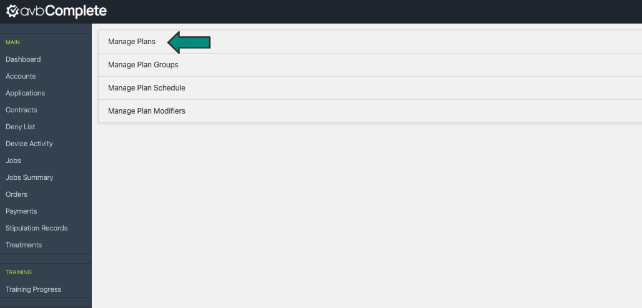 avbComplete
MAIN
Dashboard
Accounts
Applications
Contracts
Deny List
Device Activity
Jobs
Jobs Summary
Orders
Payments
Stipulation Records
Treatments
TRAINING
Training Progress
Manage Plans
Manage Plan Groups
Manage Plan Schedule
Manage Plan Modifiers